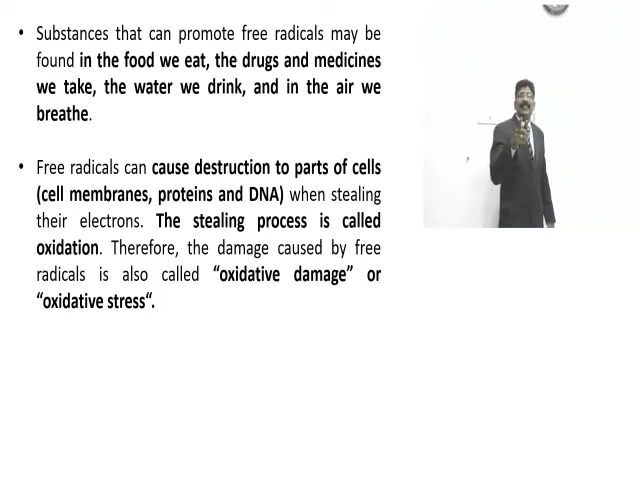 • Substances that can promote free radicals may be
found in the food we eat, the drugs and medicines
we take, the water we drink, and in the air we
breathe.
• Free radicals can cause destruction to parts of cells
(cell membranes, proteins and DNA) when stealing
their electrons. The stealing process is called
oxidation. Therefore, the damage caused by free
radicals is also called “oxidative damage” or
“oxidative stress“.